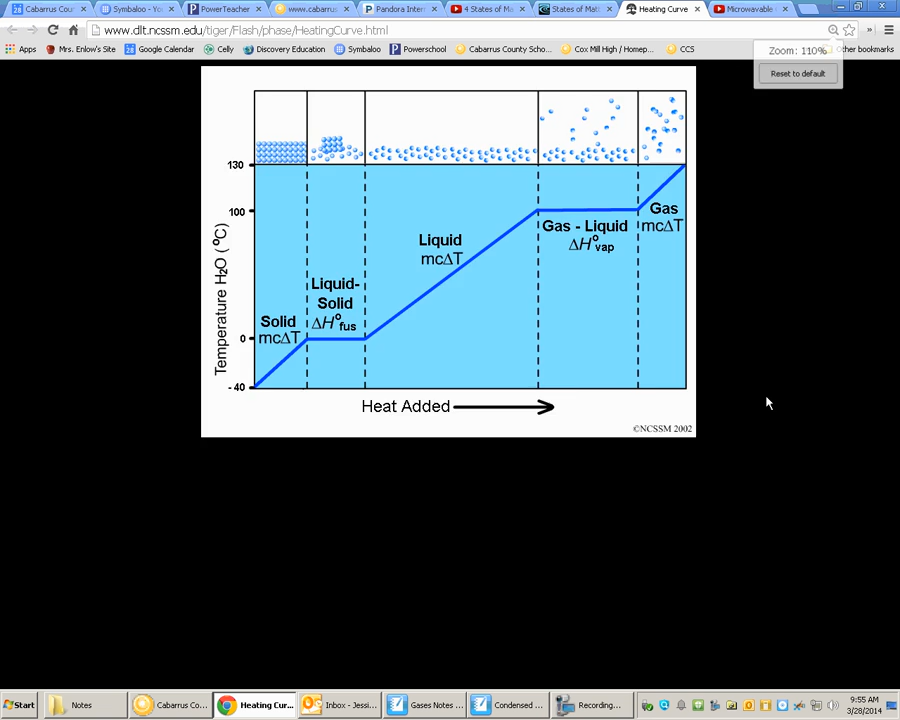 Cabarrus Cou
Symbaloo - Yo
PowerTeacher
www.cabarrus
Pandora Inter
4 States of Ma
States of Matt
Heating Curve
Microwavable
www.dlt.ncssm.edu/tiger/Flash/phase/HeatingCurve.html
Apps
Mrs. Enlow's Site
Google Calendar
Celly
Discovery Education
Symbaloo
Powerschool
Cabarrus County Scho...
Cox Mill High / Homep...
CCS
Other bookmarks
Zoom: 110%
Reset to default
130
100
0
- 40
Temperature H₂O (°C)
Solid
mcΔT
Liquid-
Solid
ΔH°fus
Liquid
mcΔT
Gas - Liquid
ΔH°vap
Gas
mcΔT
Heat Added
©NCSSM 2002
Start
Notes
Cabarrus Co...
Heating Cur...
Inbox - Jessi...
Gases Notes ...
Condensed ...
Recording...
9:55 AM
3/28/2014